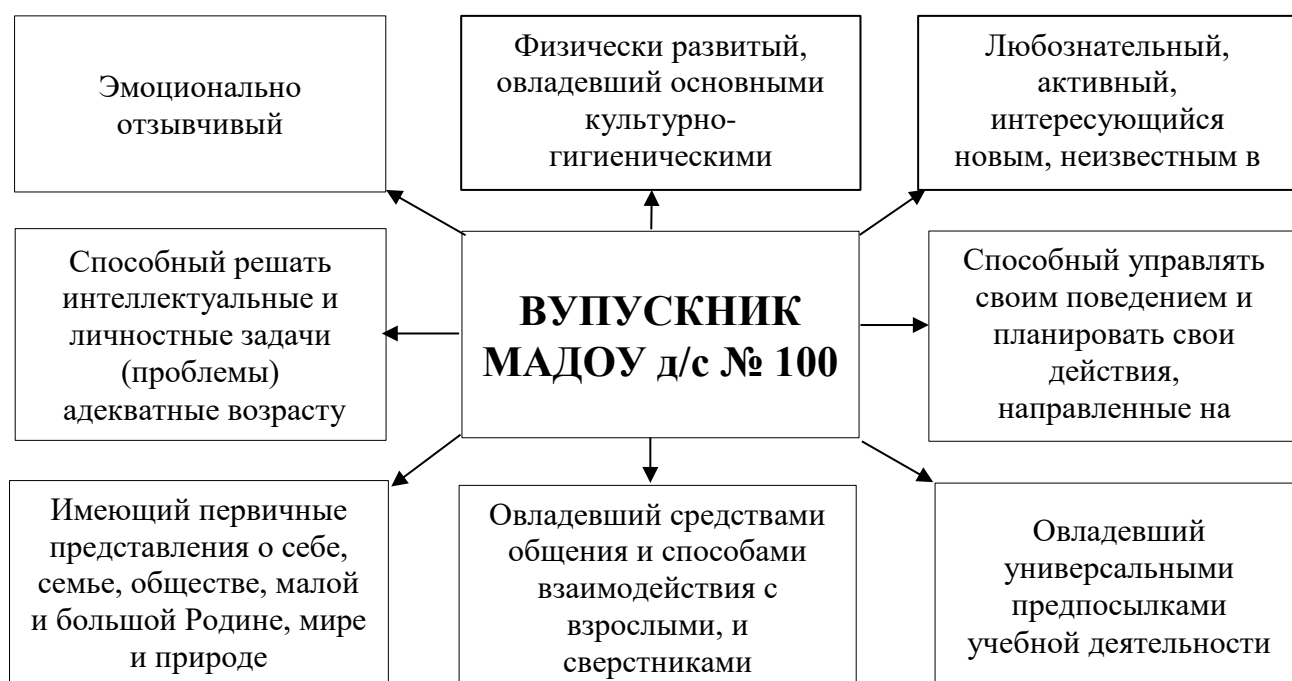 Эмоционально
отзывчивый
Физически развитый,
овладевший основными
культурно-
гигиеническими
Любознательный,
активный,
интересующийся
новым, неизвестным в
Способный решать
интеллектуальные и
личностные задачи
(проблемы)
адекватные возрасту
ВУПУСКНИК
МАДОУ д/с № 100
Способный управлять
своим поведением и
планировать свои
действия,
направленные на
Имеющий первичные
представления о себе,
семье, обществе, малой
и большой Родине, мире
и природе
Овладевший средствами
общения и способами
взаимодействия с
взрослыми, и
сверстниками
Овладевший
универсальными
предпосылками
учебной деятельности